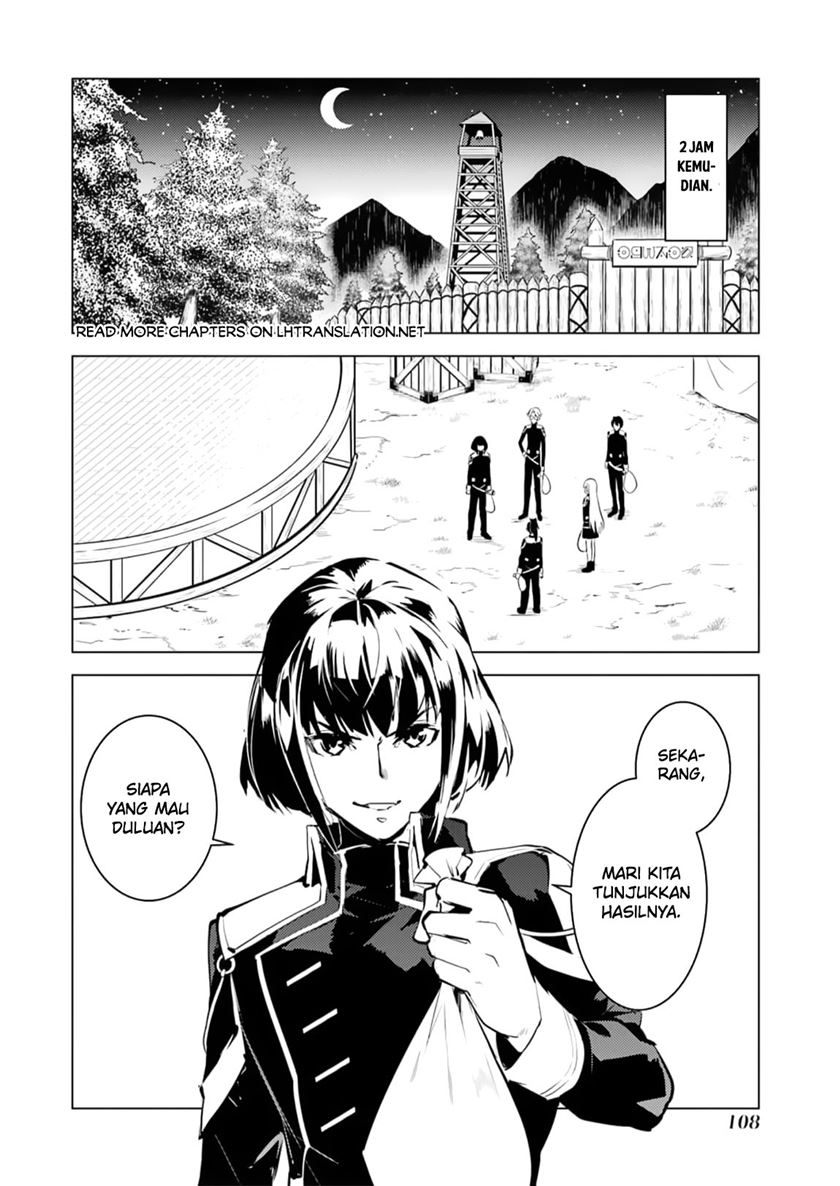 2 JAM
KEMU-
DIAN.
READ MORE CHAPTERS ON LHTRANSLATION.NET
SEKA-
RANG,
MARI KITA
TUNJUKKAN
HASILNYA.
SIAPA
YANG MAU
DULUAN?
108